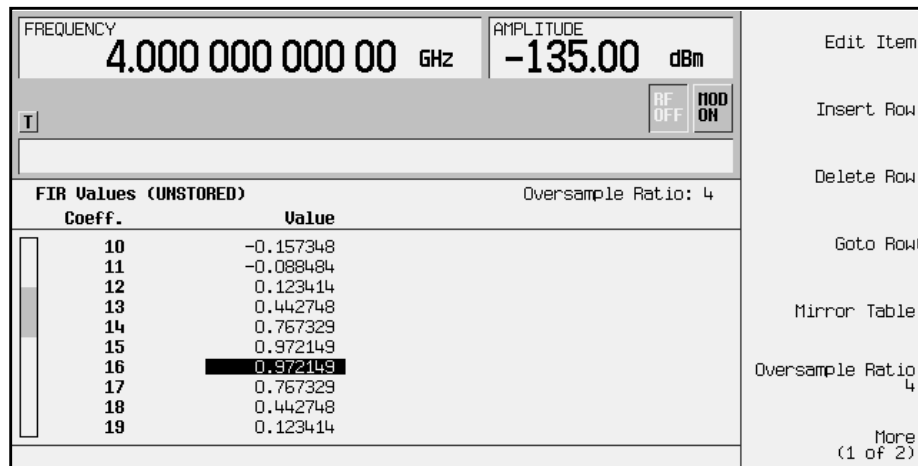 FREQUENCY
4.000 000 000 00 GHz
AMPLITUDE
-135.00 dBm
RF OFF
MOD ON
T
FIR Values (UNSTORED) Oversample Ratio: 4
Coeff. Value
10 -0.157348
11 -0.088484
12 0.123414
13 0.442748
14 0.767329
15 0.972149
16 0.972149
17 0.767329
18 0.442748
19 0.123414
Edit Item
Insert Row
Delete Row
Goto Row
Mirror Table
Oversample Ratio
4
More
(1 of 2)